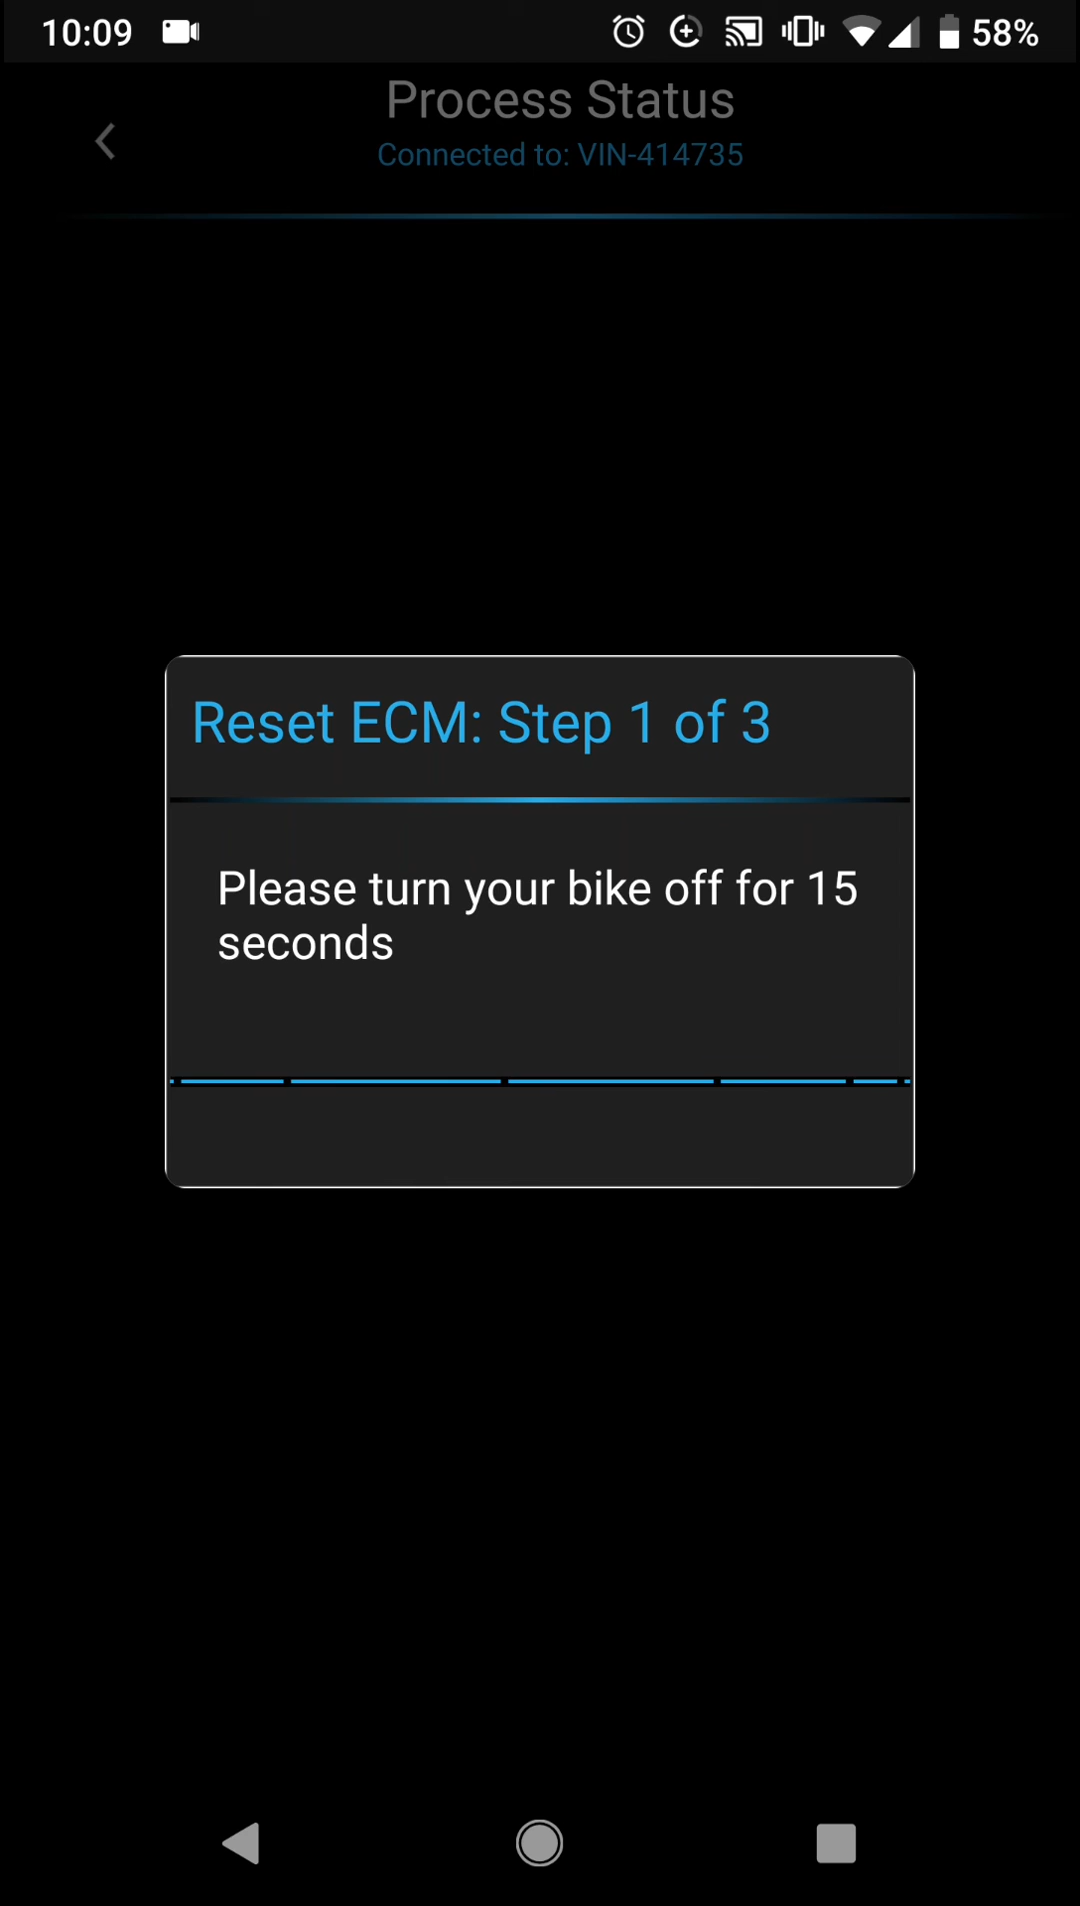 10:09
58%
Process Status
Connected to: VIN-414735
Reset ECM: Step 1 of 3
Please turn your bike off for 15
seconds